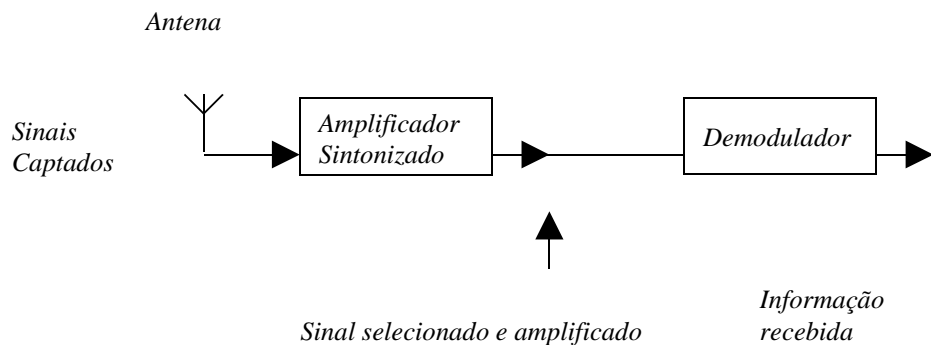 Antena
Sinais
Captados
Amplificador
Sintonizado
Demodulador
Sinal selecionado e amplificado
Informação
recebida